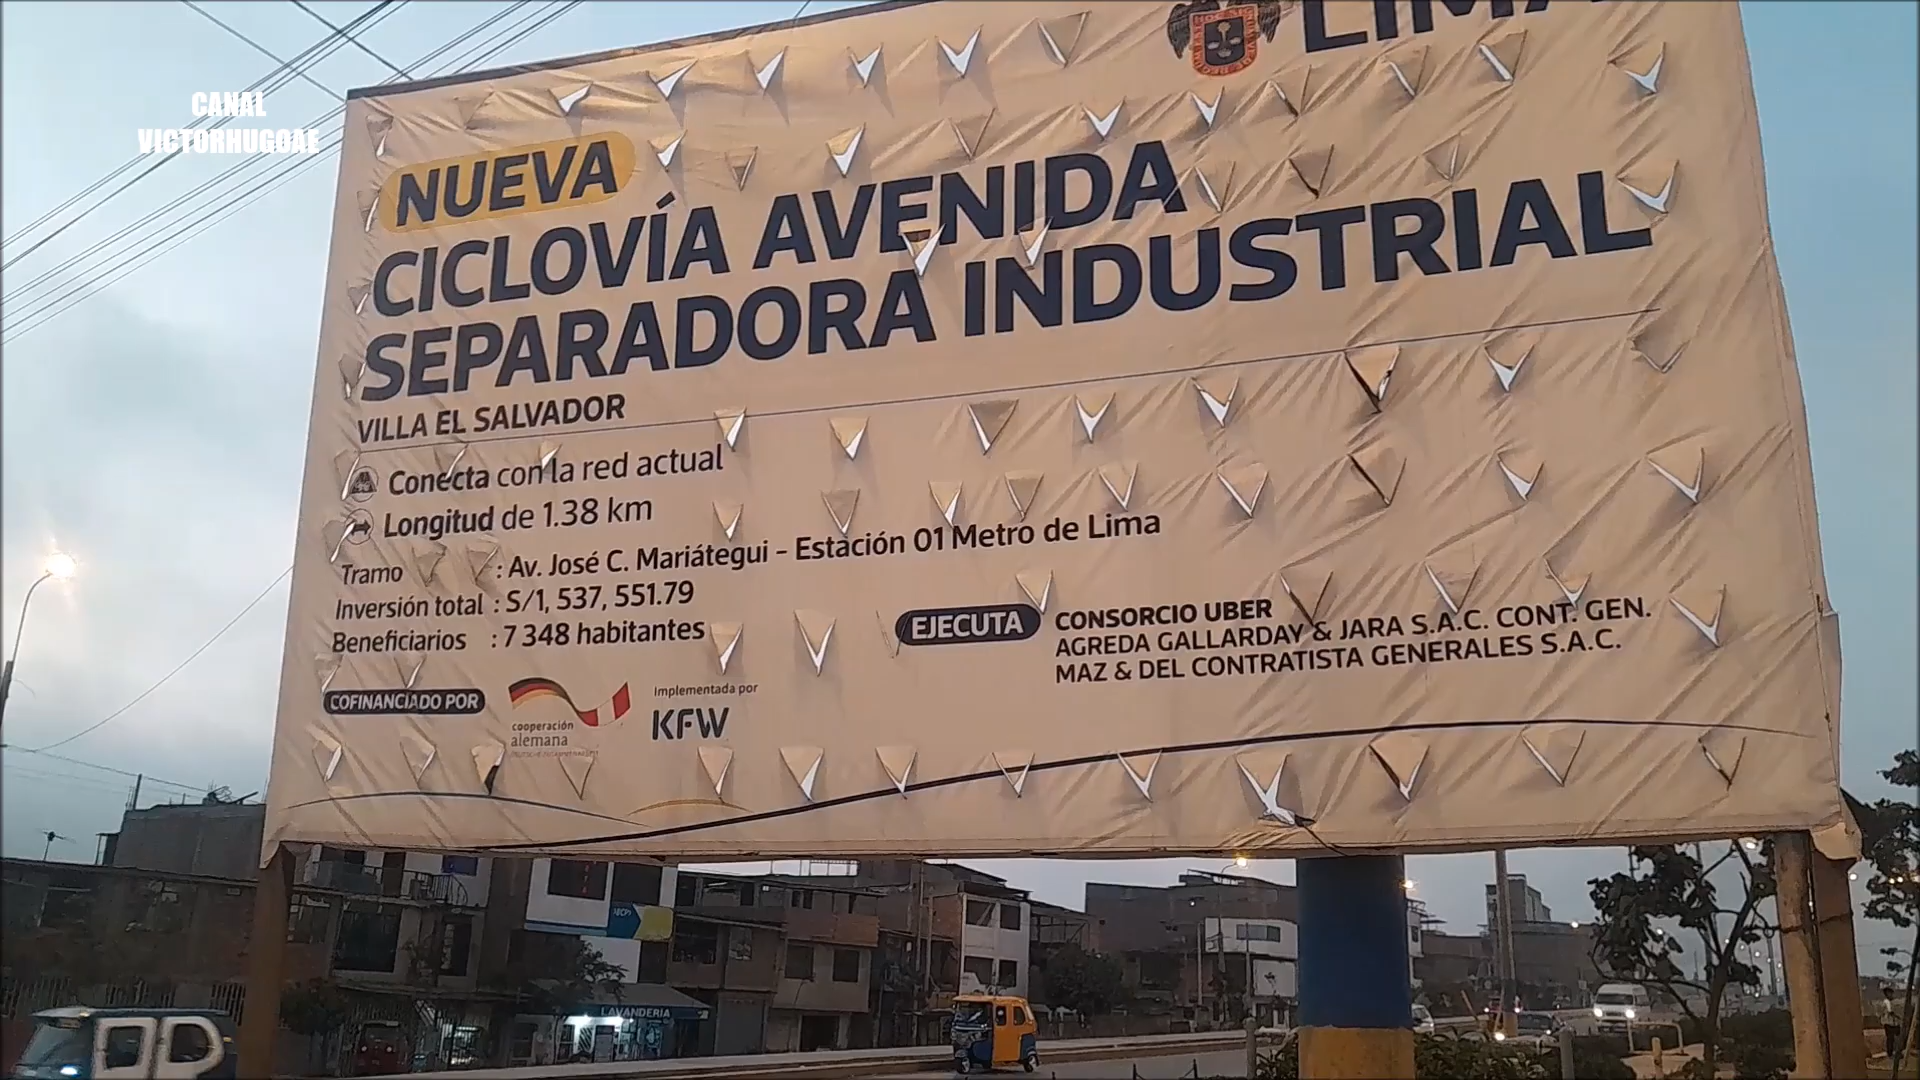 CANAL
VICTORHUGOAE
LIMA
NUEVA
CICLOVÍA AVENIDA
SEPARADORA INDUSTRIAL
VILLA EL SALVADOR
Conecta con la red actual
Longitud de 1.38 km
Tramo : Av. José C. Mariátegui - Estación 01 Metro de Lima
Inversión total : S/1, 537, 551.79
Beneficiarios : 7 348 habitantes
EJECUTA
CONSORCIO UBER
AGREDA GALLARDAY & JARA S.A.C. CONT. GEN.
MAZ & DEL CONTRATISTA GENERALES S.A.C.
COFINANCIADO POR
cooperación
alemana
Implementada por
KFW
LAVANDERIA